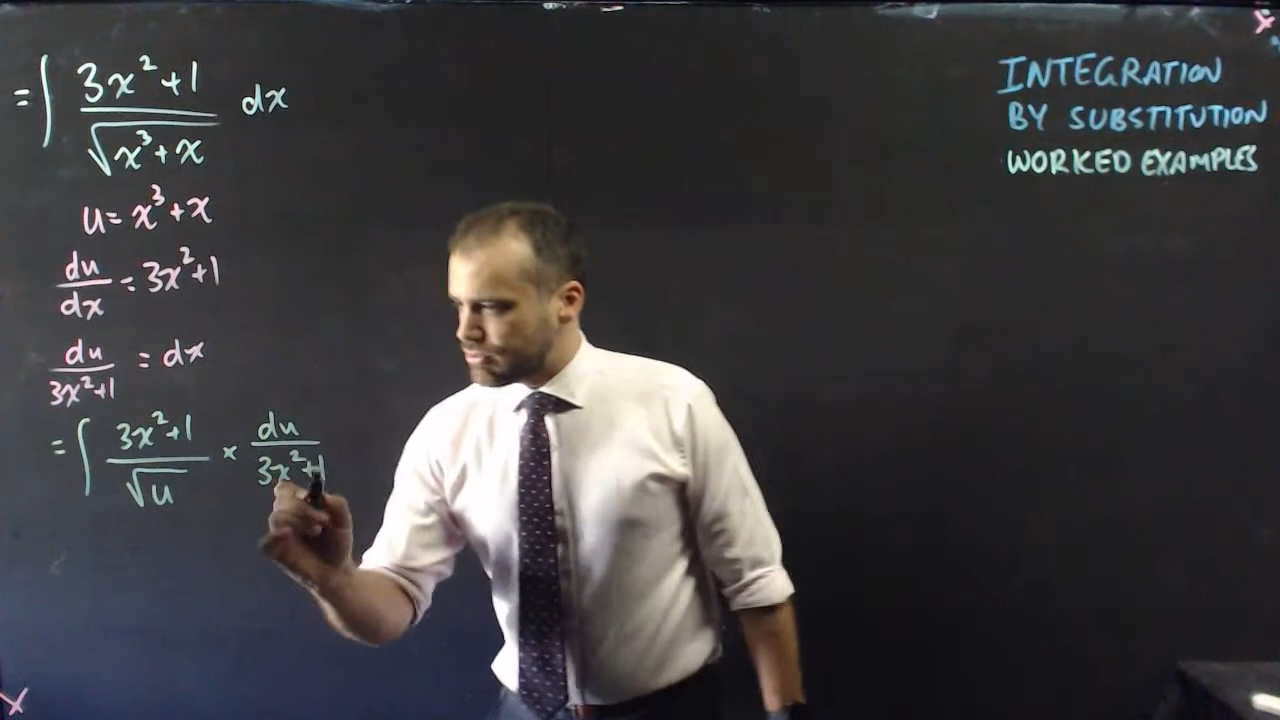 = ∫ (3x²+1)/√(x³+x) dx
u = x³+x
du/dx = 3x²+1
du/(3x²+1) = dx
= ∫ (3x²+1)/√u × du/(3x²+1)
INTEGRATION
BY SUBSTITUTION
WORKED EXAMPLES